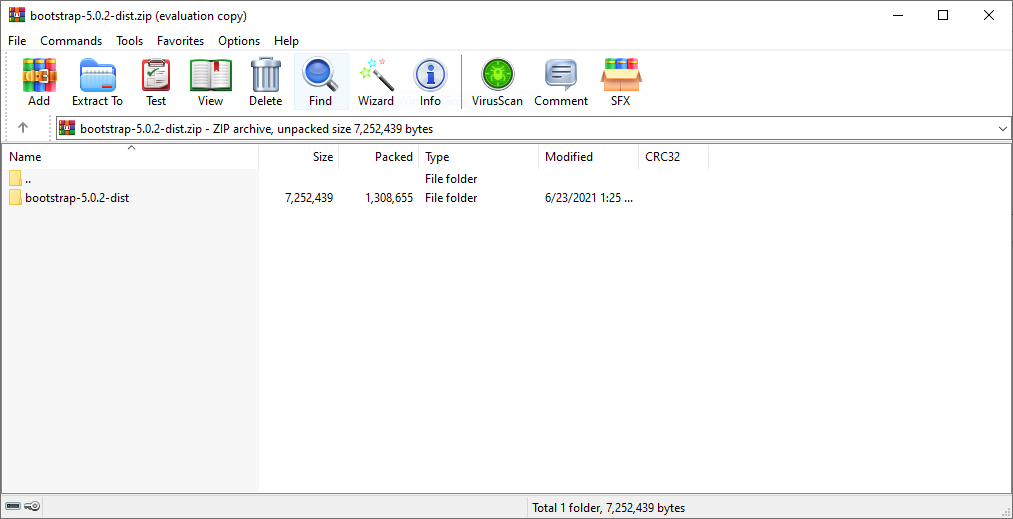 bootstrap-5.0.2-dist.zip (evaluation copy)
File Commands Tools Favorites Options Help
Add Extract To Test View Delete Find Wizard Info VirusScan Comment SFX
bootstrap-5.0.2-dist.zip - ZIP archive, unpacked size 7,252,439 bytes
Name Size Packed Type Modified CRC32
.. File folder
bootstrap-5.0.2-dist 7,252,439 1,308,655 File folder 6/23/2021 1:25 ...
Total 1 folder, 7,252,439 bytes